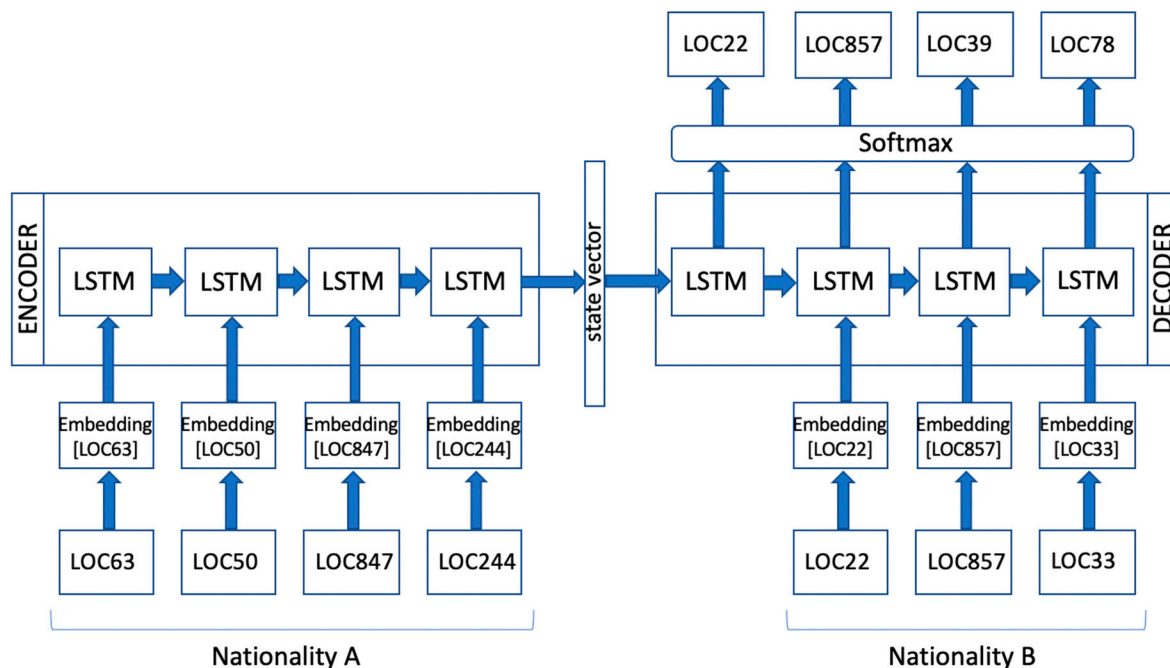 LOC22 LOC857 LOC39 LOC78
Softmax
ENCODER
LSTM LSTM LSTM LSTM
state vector
LSTM LSTM LSTM LSTM
DECODER
Embedding Embedding Embedding Embedding
[LOC63] [LOC50] [LOC847] [LOC244]
Embedding Embedding Embedding
[LOC22] [LOC857] [LOC33]
LOC63 LOC50 LOC847 LOC244
LOC22 LOC857 LOC33
Nationality A
Nationality B